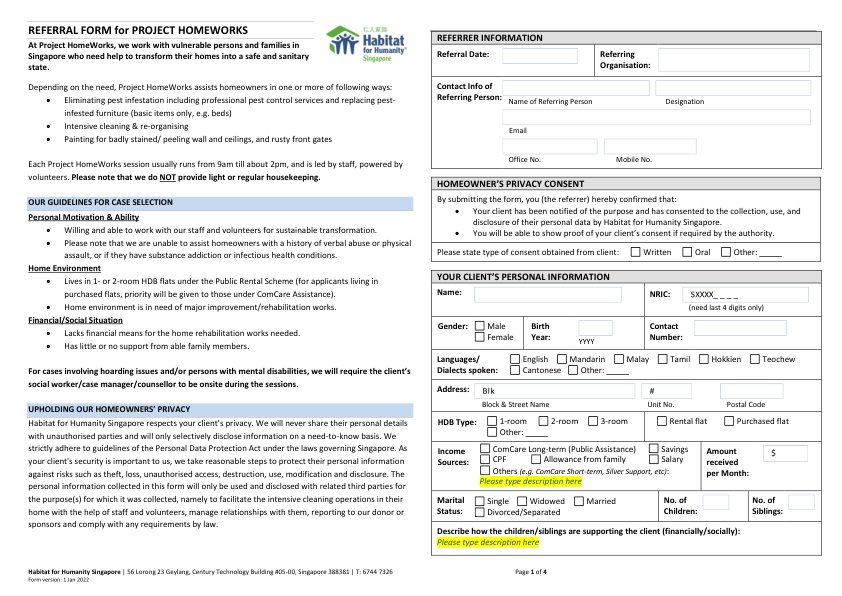 REFERRAL FORM for PROJECT HOMEWORKS
At Project HomeWorks, we work with vulnerable persons and families in
Singapore who need help to transform their homes into a safe and sanitary
state.
仁人家园
Habitat
for Humanity®
Singapore
Depending on the need, Project HomeWorks assists homeowners in one or more of following ways:
• Eliminating pest infestation including professional pest control services and replacing pest-
infested furniture (basic items only, e.g. beds)
• Intensive cleaning & re-organising
• Painting for badly stained/ peeling wall and ceilings, and rusty front gates
Each Project HomeWorks session usually runs from 9am till about 2pm, and is led by staff, powered by
volunteers. Please note that we do NOT provide light or regular housekeeping.
OUR GUIDELINES FOR CASE SELECTION
Personal Motivation & Ability
• Willing and able to work with our staff and volunteers for sustainable transformation.
• Please note that we are unable to assist homeowners with a history of verbal abuse or physical
assault, or if they have substance addiction or infectious health conditions.
Home Environment
• Lives in 1- or 2-room HDB flats under the Public Rental Scheme (for applicants living in
purchased flats, priority will be given to those under ComCare Assistance).
• Home environment is in need of major improvement/rehabilitation works.
Financial/Social Situation
• Lacks financial means for the home rehabilitation works needed.
• Has little or no support from able family members.
For cases involving hoarding issues and/or persons with mental disabilities, we will require the client's
social worker/case manager/counsellor to be onsite during the sessions.
UPHOLDING OUR HOMEOWNERS' PRIVACY
Habitat for Humanity Singapore respects your client's privacy. We will never share their personal details
with unauthorised parties and will only selectively disclose information on a need-to-know basis. We
strictly adhere to guidelines of the Personal Data Protection Act under the laws governing Singapore. As
your client's security is important to us, we take reasonable steps to protect their personal information
against risks such as theft, loss, unauthorised access, destruction, use, modification and disclosure. The
personal information collected in this form will only be used and disclosed with related third parties for
the purpose(s) for which it was collected, namely to facilitate the intensive cleaning operations in their
home with the help of staff and volunteers, manage relationships with them, reporting to our donor or
sponsors and comply with any requirements by law.
REFERRER INFORMATION
Referral Date:
Referring
Organisation:
Contact Info of
Referring Person:
Name of Referring Person Designation
Email
Office No. Mobile No.
HOMEOWNER'S PRIVACY CONSENT
By submitting the form, you (the referrer) hereby confirmed that:
• Your client has been notified of the purpose and has consented to the collection, use, and
disclosure of their personal data by Habitat for Humanity Singapore.
• You will be able to show proof of your client's consent if required by the authority.
Please state type of consent obtained from client: ☐ Written ☐ Oral ☐ Other: _____
YOUR CLIENT'S PERSONAL INFORMATION
Name: NRIC: SXXXX_ _ _ _
(need last 4 digits only)
Gender: ☐ Male
☐ Female
Birth
Year:
YYYY
Contact
Number:
Languages/
Dialects spoken:
☐ English ☐ Mandarin ☐ Malay ☐ Tamil ☐ Hokkien ☐ Teochew
☐ Cantonese ☐ Other: _____
Address: Blk #
Block & Street Name Unit No. Postal Code
HDB Type: ☐ 1-room ☐ 2-room ☐ 3-room ☐ Rental flat ☐ Purchased flat
☐ Other: _____
Income
Sources:
☐ ComCare Long-term (Public Assistance) ☐ Savings
☐ CPF ☐ Allowance from family ☐ Salary
☐ Others (e.g. ComCare Short-term, Silver Support, etc):
Please type description here
Amount
received
per Month:
$
Marital
Status:
☐ Single ☐ Widowed ☐ Married
☐ Divorced/Separated
No. of
Children:
No. of
Siblings:
Describe how the children/siblings are supporting the client (financially/socially):
Please type description here
Habitat for Humanity Singapore | 56 Lorong 23 Geylang, Century Technology Building #05-00, Singapore 388381 | T: 6744 7326
Form version: 1 Jan 2022
Page 1 of 4